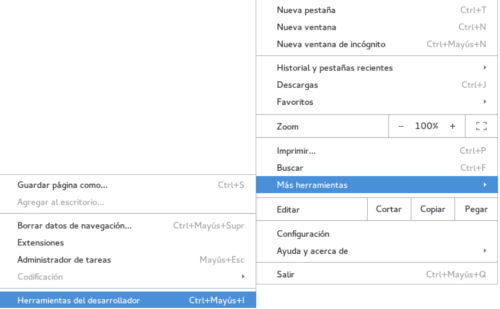 Nueva pestaña Ctrl+T
Nueva ventana Ctrl+N
Nueva ventana de incógnito Ctrl+Mayús+N
Historial y pestañas recientes
Descargas Ctrl+J
Favoritos
Zoom − 100% +
Imprimir... Ctrl+P
Buscar Ctrl+F
Más herramientas
Editar Cortar Copiar Pegar
Configuración
Ayuda y acerca de
Salir Ctrl+Mayús+Q
Guardar página como... Ctrl+S
Agregar al escritorio...
Borrar datos de navegación... Ctrl+Mayús+Supr
Extensiones
Administrador de tareas Mayús+Esc
Codificación
Herramientas del desarrollador Ctrl+Mayús+I